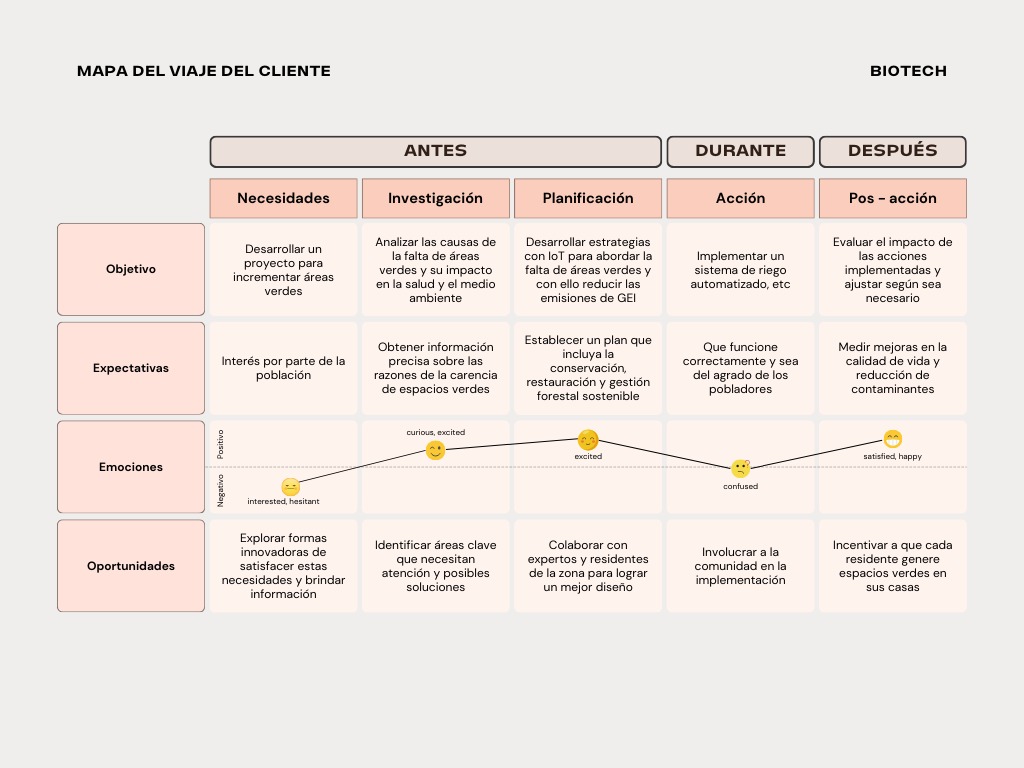 MAPA DEL VIAJE DEL CLIENTE
BIOTECH
ANTES
DURANTE
DESPUÉS
Necesidades
Investigación
Planificación
Acción
Pos - acción
Objetivo
Desarrollar un
proyecto para
incrementar áreas
verdes
Analizar las causas de
la falta de áreas
verdes y su impacto
en la salud y el medio
ambiente
Desarrollar estrategias
con IoT para abordar la
falta de áreas verdes y
con ello reducir las
emisiones de GEI
Implementar un
sistema de riego
automatizado, etc
Evaluar el impacto de
las acciones
implementadas y
ajustar según sea
necesario
Expectativas
Interés por parte de la
población
Obtener información
precisa sobre las
razones de la carencia
de espacios verdes
Establecer un plan que
incluya la
conservación,
restauración y gestión
forestal sostenible
Que funcione
correctamente y sea
del agrado de los
pobladores
Medir mejoras en la
calidad de vida y
reducción de
contaminantes
Emociones
Positivo
Negativo
interested, hesitant
curious, excited
excited
confused
satisfied, happy
Oportunidades
Explorar formas
innovadoras de
satisfacer estas
necesidades y brindar
información
Identificar áreas clave
que necesitan
atención y posibles
soluciones
Colaborar con
expertos y residentes
de la zona para lograr
un mejor diseño
Involucrar a la
comunidad en la
implementación
Incentivar a que cada
residente genere
espacios verdes en
sus casas